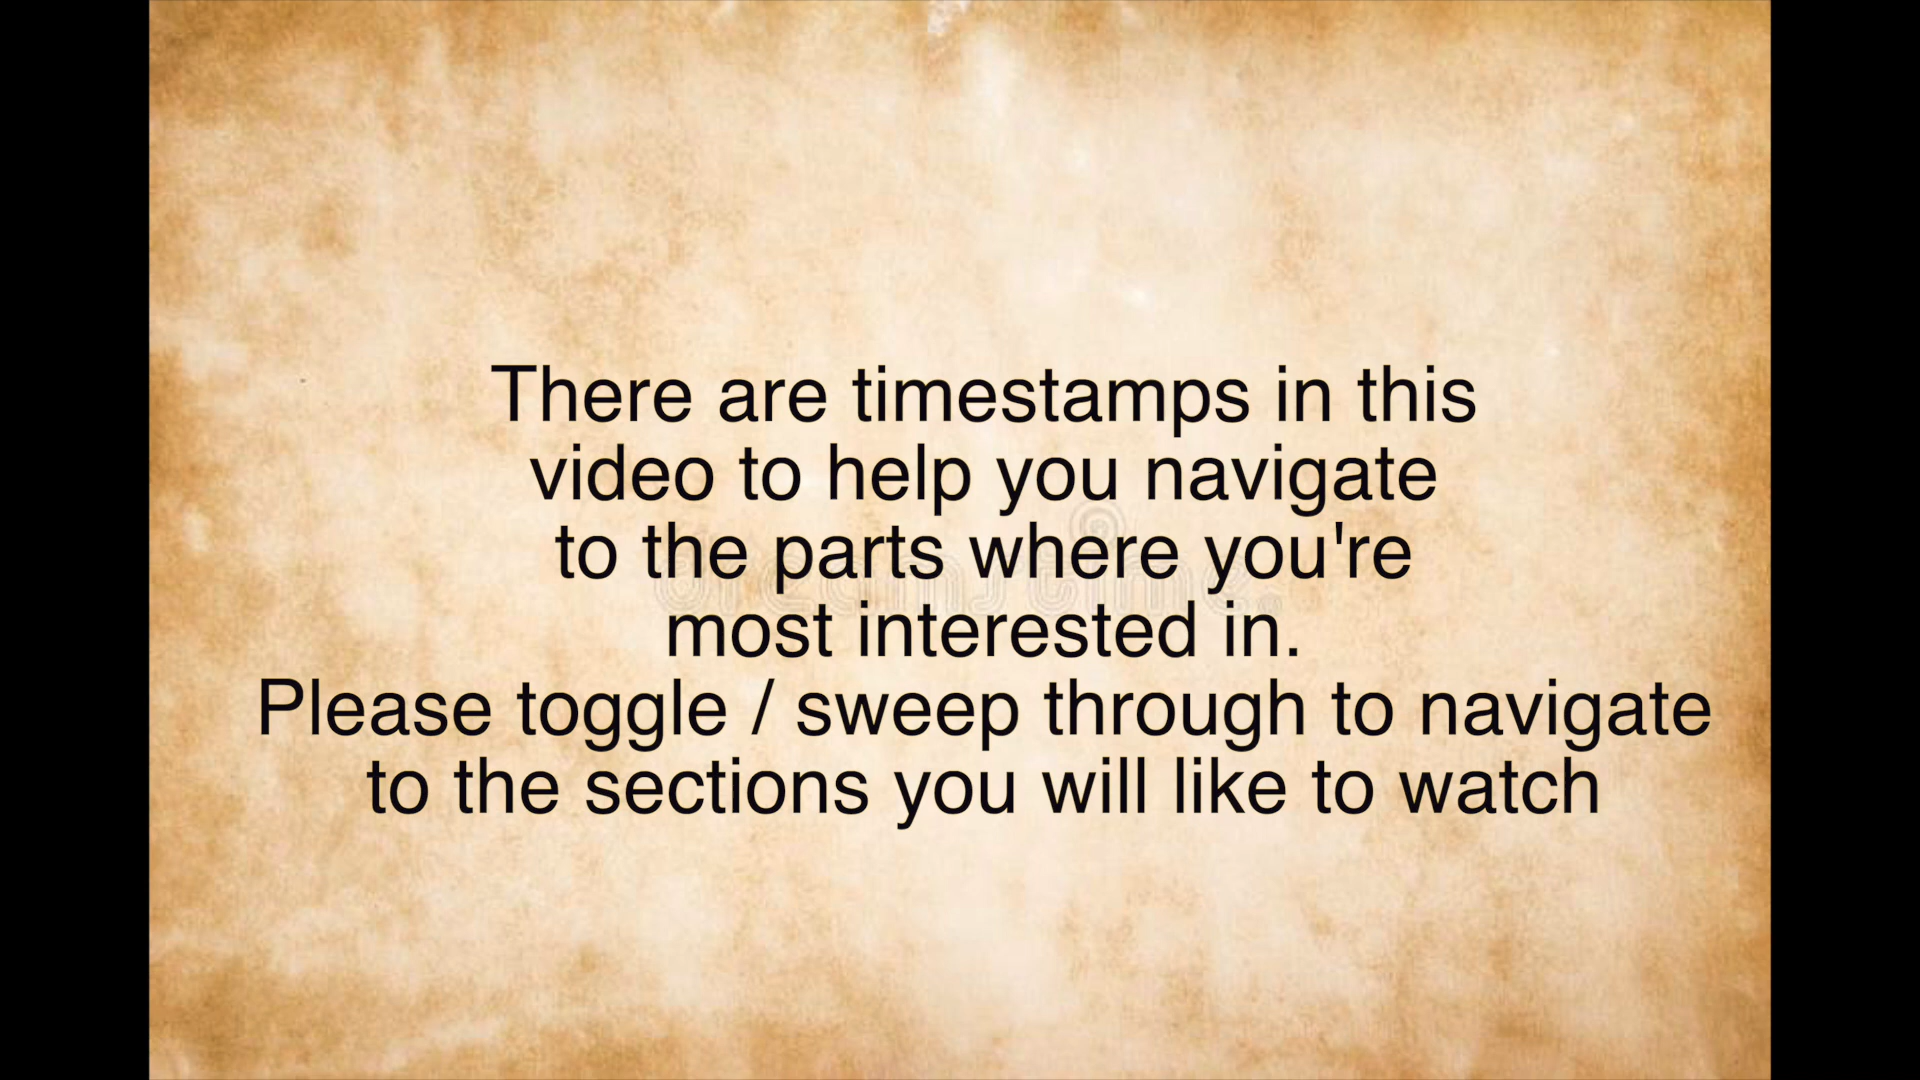 There are timestamps in this
video to help you navigate
to the parts where you're
most interested in.
Please toggle / sweep through to navigate
to the sections you will like to watch
dreamstime